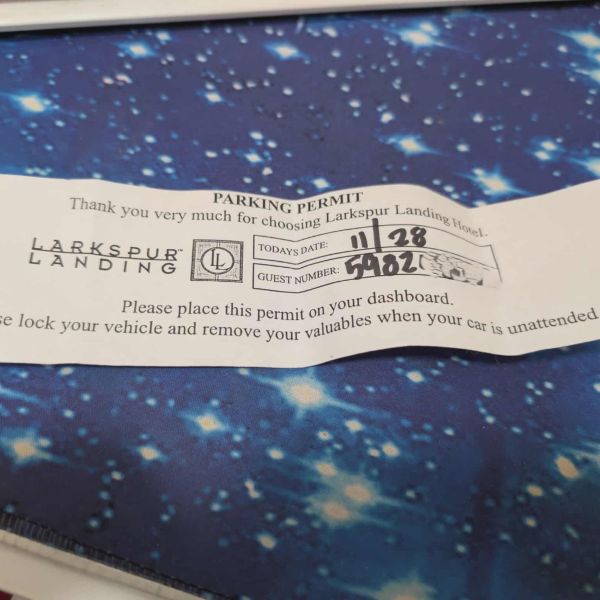 PARKING PERMIT
Thank you very much for choosing Larkspur Landing Hotel.
LARKSPUR™
LANDING
LL
TODAYS DATE: 11/28
GUEST NUMBER: 5982
Please place this permit on your dashboard.
se lock your vehicle and remove your valuables when your car is unattended.